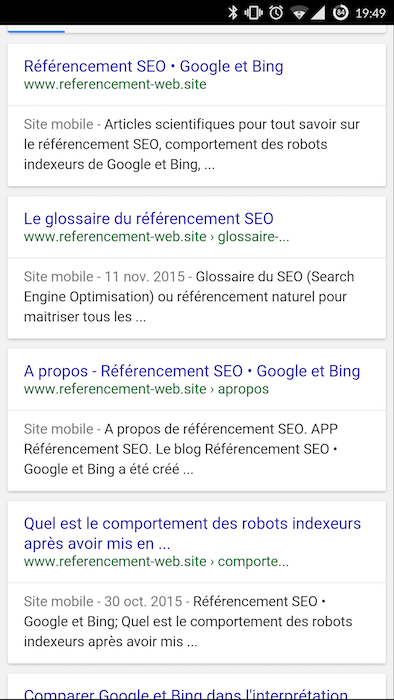 84 19:49
Référencement SEO • Google et Bing
www.referencement-web.site
Site mobile - Articles scientifiques pour tout savoir sur
le référencement SEO, comportement des robots
indexeurs de Google et Bing, ...
Le glossaire du référencement SEO
www.referencement-web.site › glossaire-...
Site mobile - 11 nov. 2015 - Glossaire du SEO (Search
Engine Optimisation) ou référencement naturel pour
maitriser tous les ...
A propos - Référencement SEO • Google et Bing
www.referencement-web.site › apropos
Site mobile - A propos de référencement SEO. APP
Référencement SEO. Le blog Référencement SEO •
Google et Bing a été créé ...
Quel est le comportement des robots indexeurs
après avoir mis en ...
www.referencement-web.site › comporte...
Site mobile - 30 oct. 2015 - Référencement SEO •
Google et Bing; Quel est le comportement des robots
indexeurs après avoir mis ...
Comparer Google et Bing dans l'interprétation